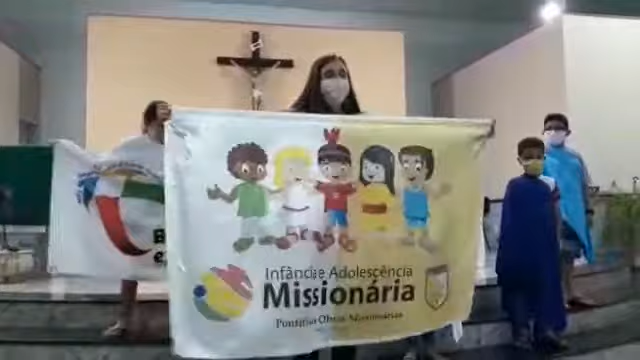 Infância e Adolescência
Missionária
Pontifícias Obras Missionárias